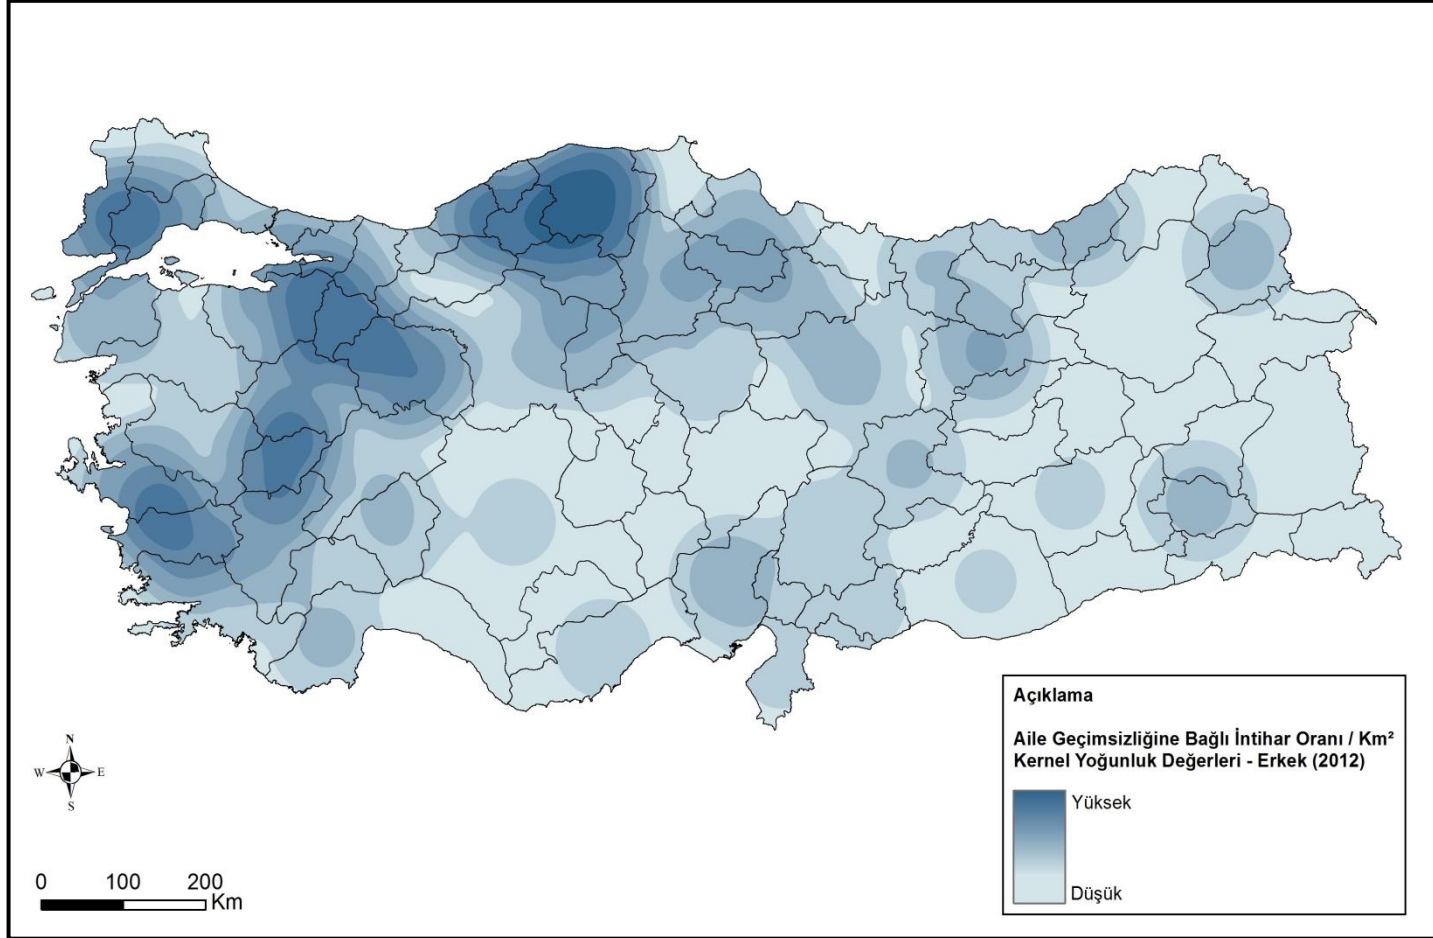 Açıklama
Aile Geçimsizliğine Bağlı İntihar Oranı / Km²
Kernel Yoğunluk Değerleri - Erkek (2012)
Yüksek
Düşük
N
W E
S
0 100 200
Km